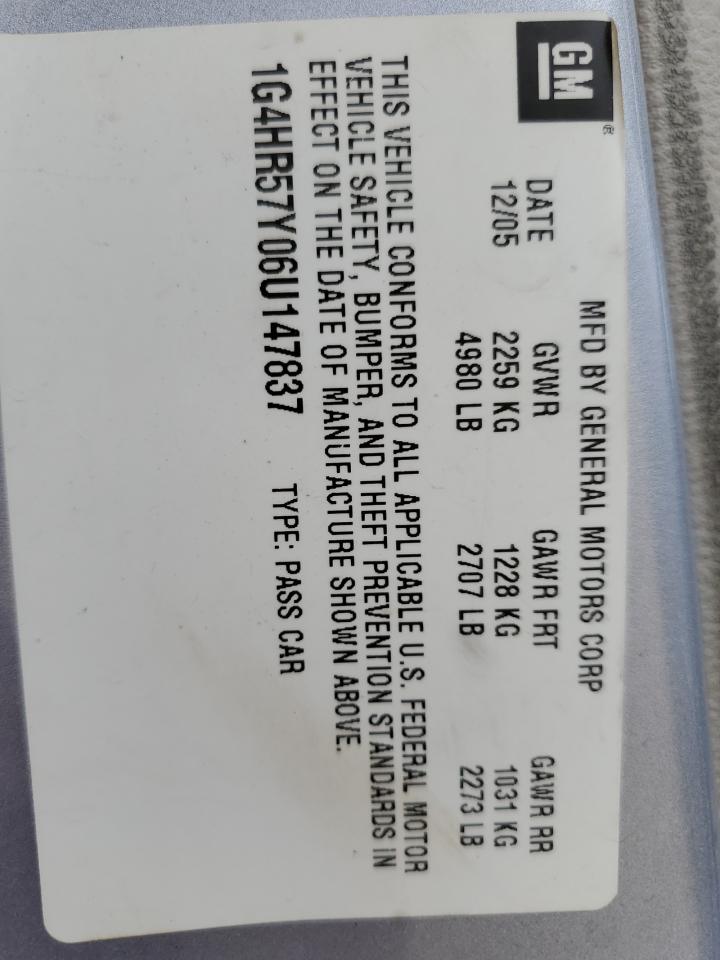 GM
®
MFD BY GENERAL MOTORS CORP
DATE GVWR GAWR FRT GAWR RR
12/05 2259 KG 1228 KG 1031 KG
4980 LB 2707 LB 2273 LB
THIS VEHICLE CONFORMS TO ALL APPLICABLE U.S. FEDERAL MOTOR
VEHICLE SAFETY, BUMPER, AND THEFT PREVENTION STANDARDS IN
EFFECT ON THE DATE OF MANUFACTURE SHOWN ABOVE.
1G4HR57Y06U147837 TYPE: PASS CAR